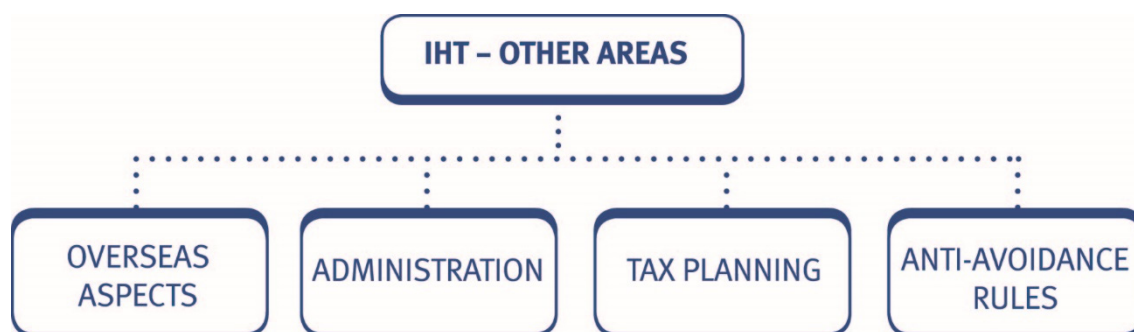 IHT – OTHER AREAS
OVERSEAS
ASPECTS
ADMINISTRATION
TAX PLANNING
ANTI-AVOIDANCE
RULES